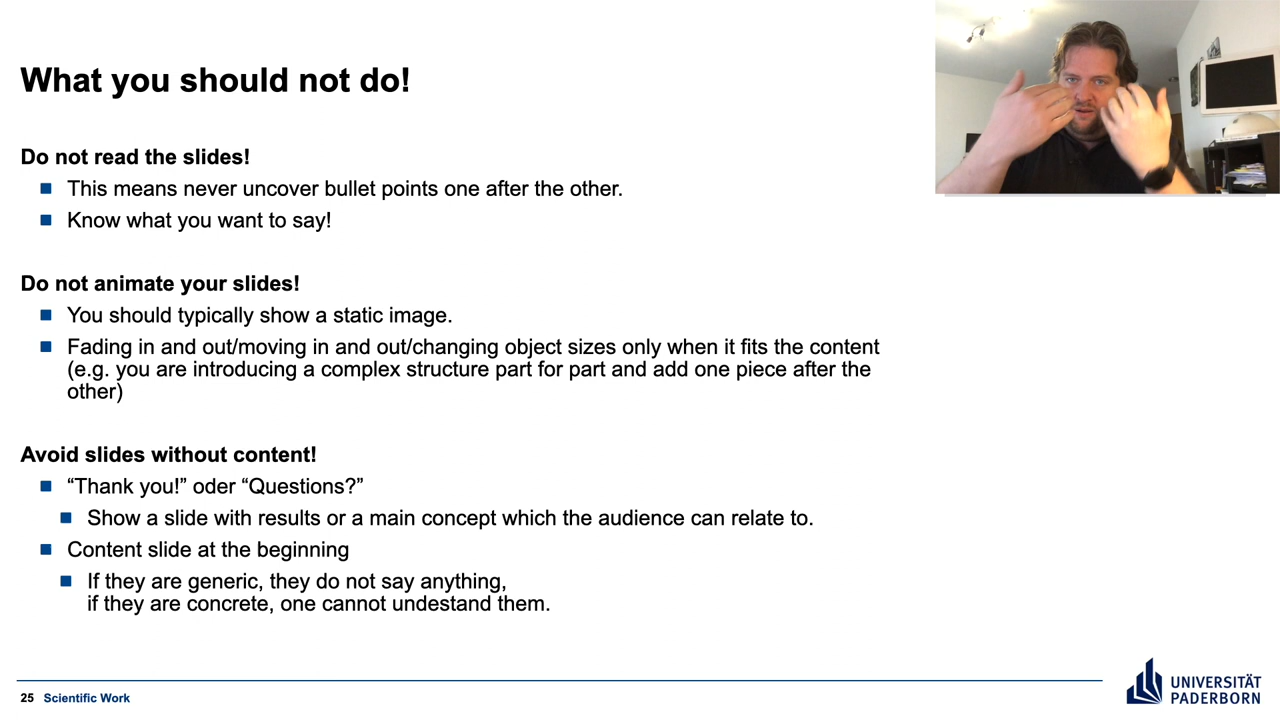 What you should not do!
Do not read the slides!
This means never uncover bullet points one after the other.
Know what you want to say!
Do not animate your slides!
You should typically show a static image.
Fading in and out/moving in and out/changing object sizes only when it fits the content
(e.g. you are introducing a complex structure part for part and add one piece after the
other)
Avoid slides without content!
“Thank you!” oder “Questions?”
Show a slide with results or a main concept which the audience can relate to.
Content slide at the beginning
If they are generic, they do not say anything,
if they are concrete, one cannot undestand them.
25 Scientific Work
UNIVERSITÄT
PADERBORN